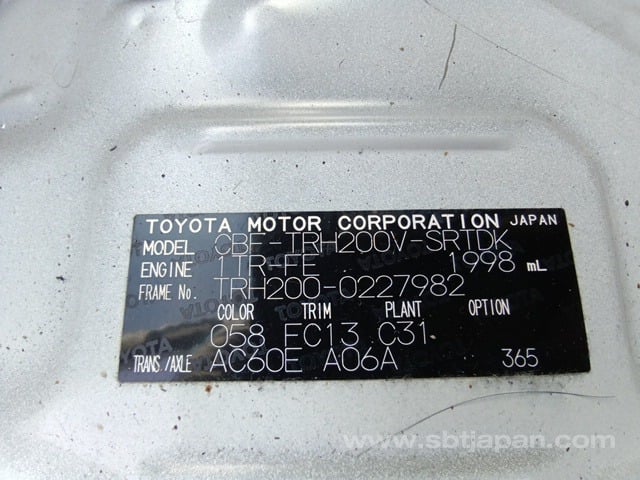 TOYOTA MOTOR CORPORATION JAPAN
MODEL CBF-TRH200V-SRTDK
ENGINE 1TR-FE 1998 mL
FRAME No. TRH200-0227982
COLOR TRIM PLANT OPTION
058 FC13 C31
TRANS./AXLE AC60E A06A 365
www.sbtjapan.com